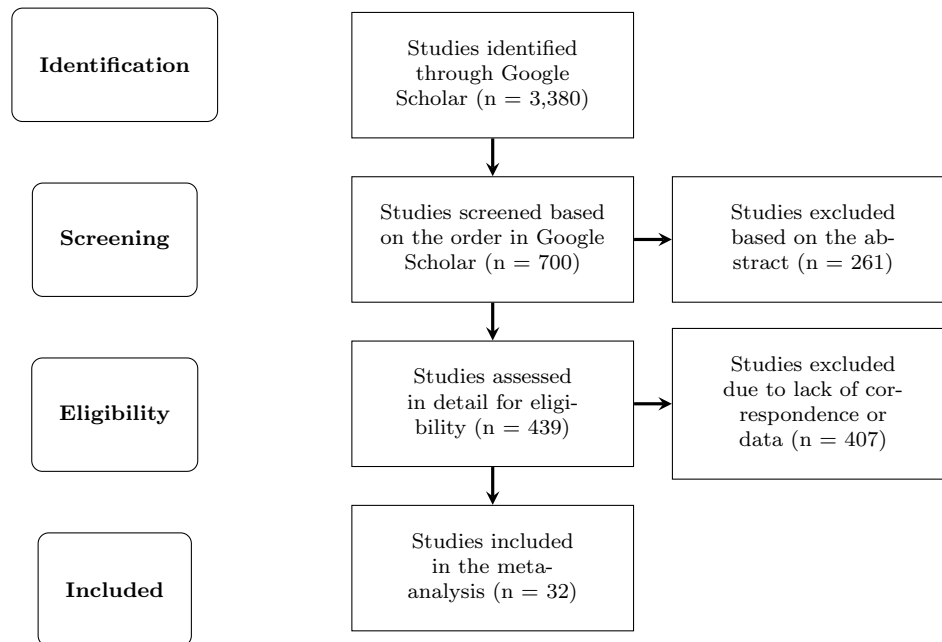 Identification
Studies identified
through Google
Scholar (n = 3,380)
Screening
Studies screened based
on the order in Google
Scholar (n = 700)
Studies excluded
based on the ab-
stract (n = 261)
Eligibility
Studies assessed
in detail for eligi-
bility (n = 439)
Studies excluded
due to lack of cor-
respondence or
data (n = 407)
Included
Studies included
in the meta-
analysis (n = 32)